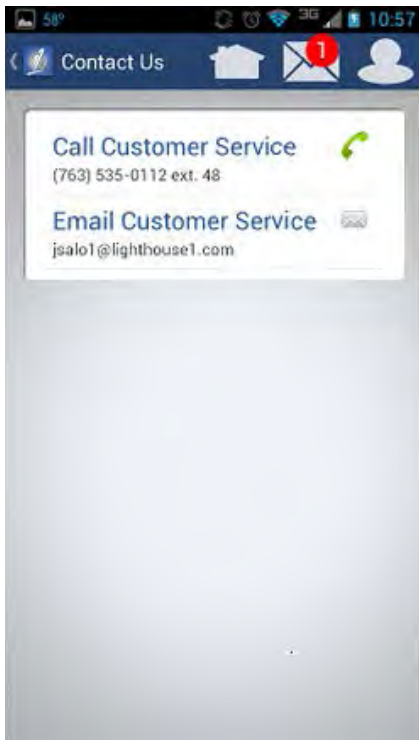 58° 3G 10:57
Contact Us 1
Call Customer Service
(763) 535-0112 ext. 48
Email Customer Service
jsalo1@lighthouse1.com